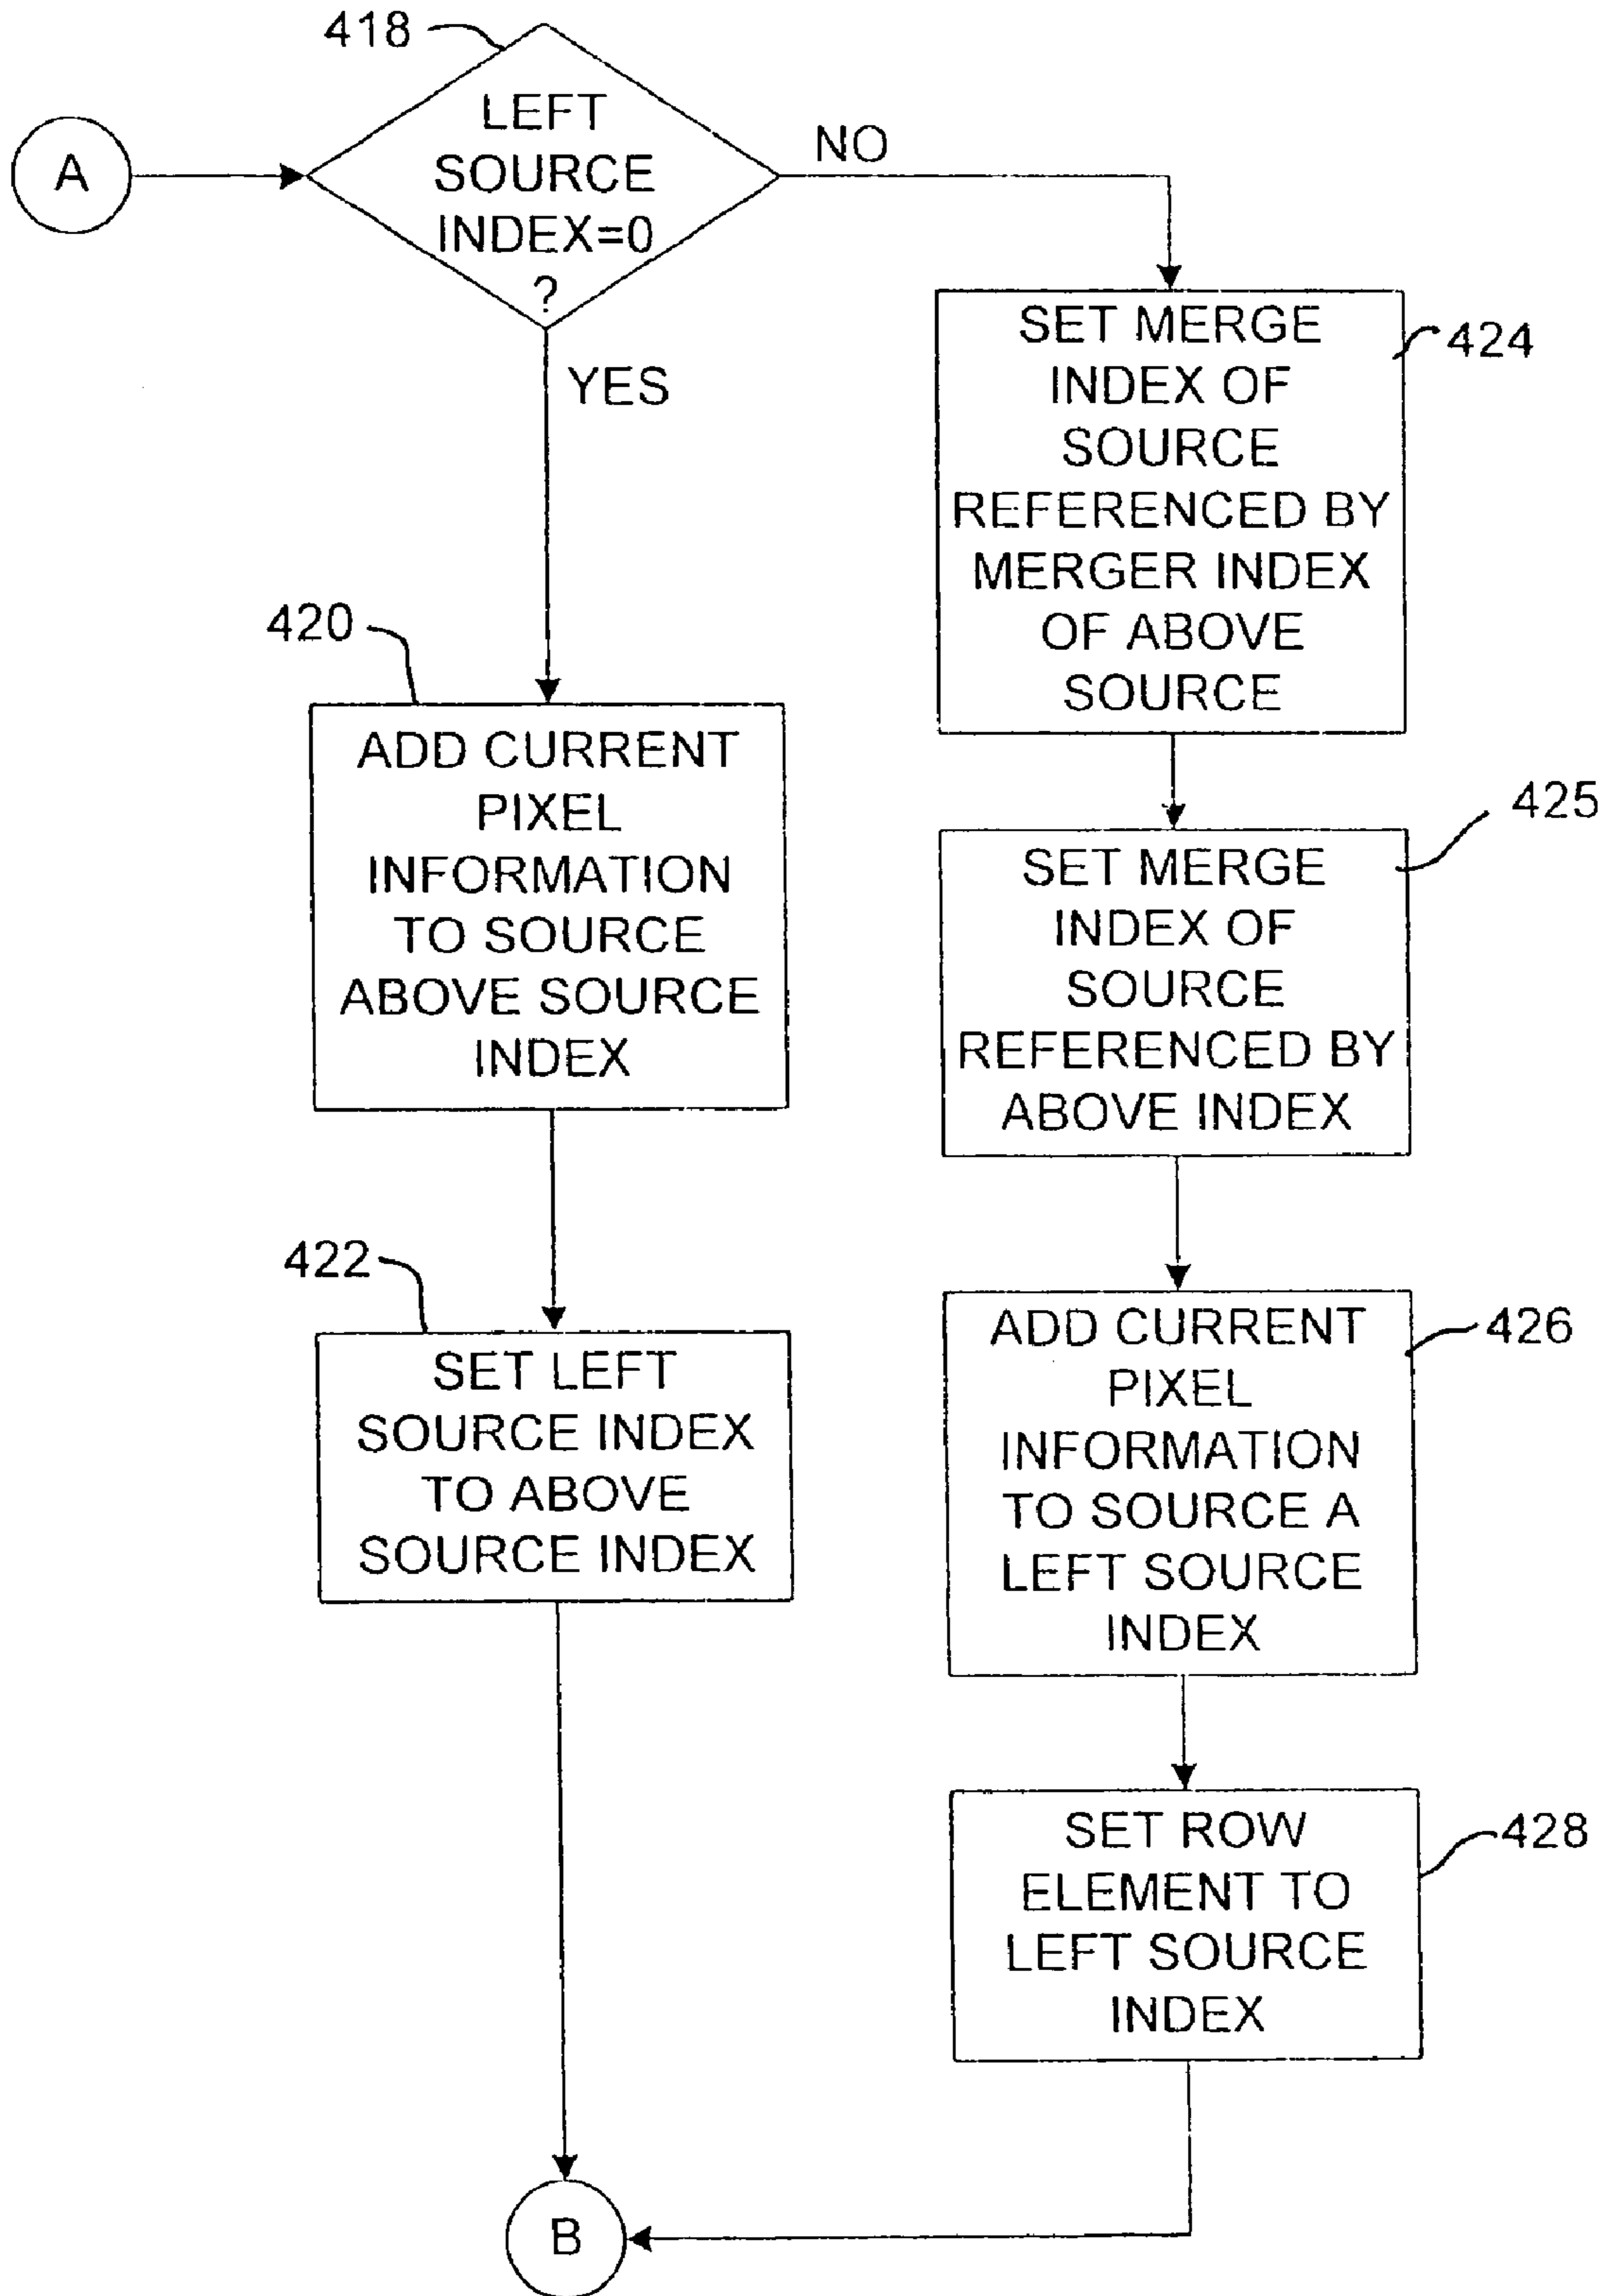 418
A
LEFT
SOURCE
INDEX=0
?
NO
YES
SET MERGE
INDEX OF
SOURCE
REFERENCED BY
MERGER INDEX
OF ABOVE
SOURCE
424
420
ADD CURRENT
PIXEL
INFORMATION
TO SOURCE
ABOVE SOURCE
INDEX
SET MERGE
INDEX OF
SOURCE
REFERENCED BY
ABOVE INDEX
425
422
SET LEFT
SOURCE INDEX
TO ABOVE
SOURCE INDEX
ADD CURRENT
PIXEL
INFORMATION
TO SOURCE A
LEFT SOURCE
INDEX
426
SET ROW
ELEMENT TO
LEFT SOURCE
INDEX
428
B